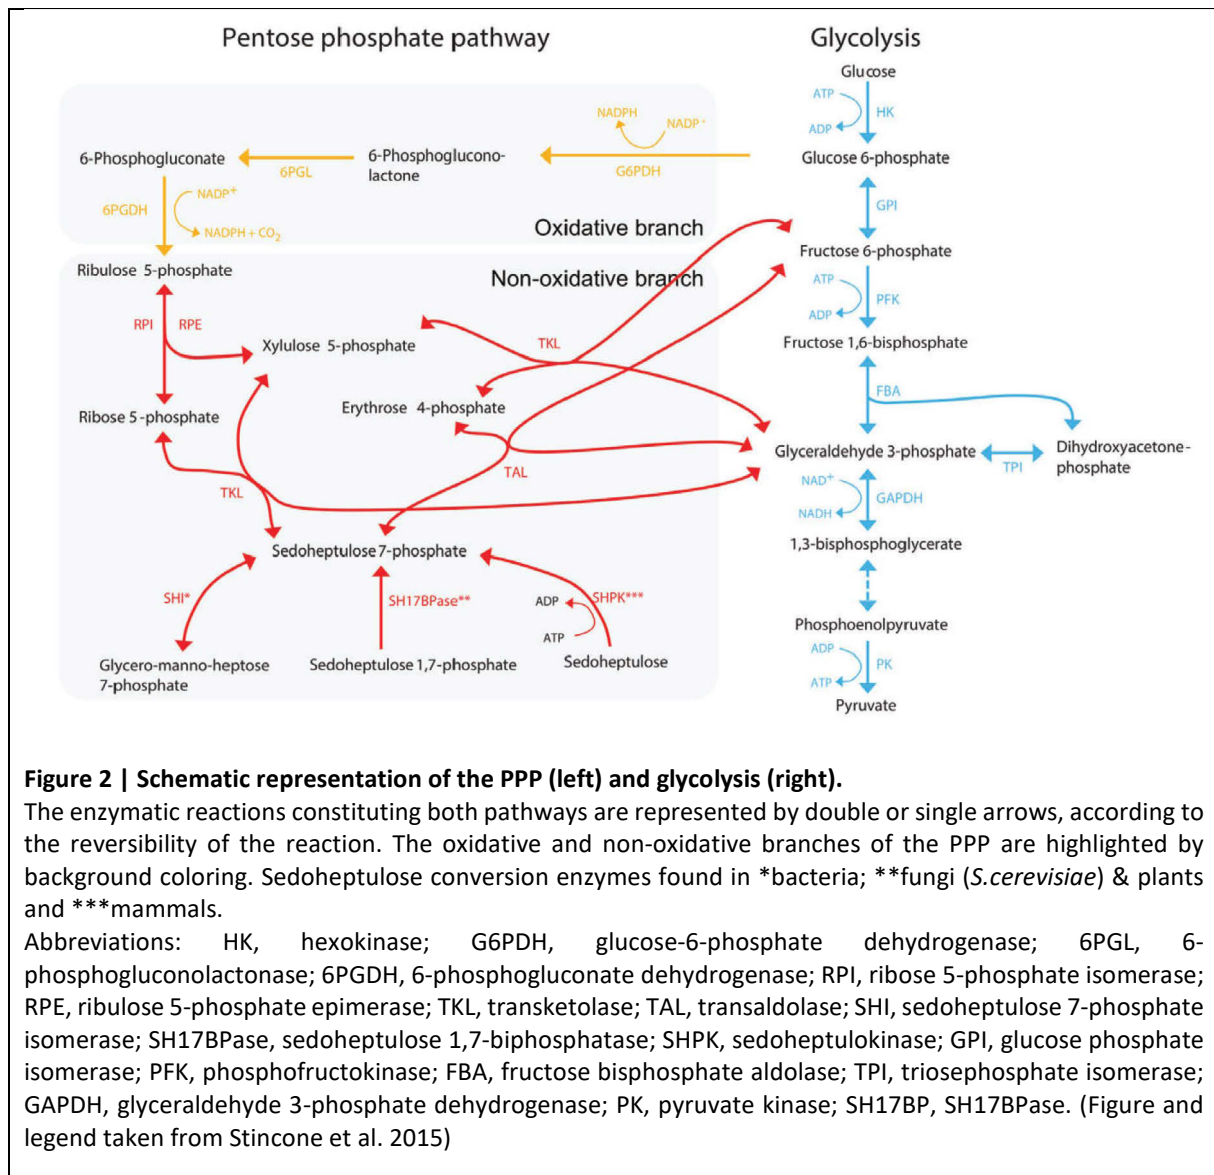 Pentose phosphate pathway
Glycolysis
Glucose
ATP
HK
ADP
Glucose 6-phosphate
NADPH
NADP⁺
G6PDH
6-Phosphoglucono-
lactone
6PGL
6-Phosphogluconate
6PGDH
NADP⁺
NADPH + CO₂
Oxidative branch
GPI
Fructose 6-phosphate
Ribulose 5-phosphate
Non-oxidative branch
ATP
PFK
ADP
RPI
RPE
Xylulose 5-phosphate
TKL
Fructose 1,6-bisphosphate
FBA
Ribose 5-phosphate
Erythrose 4-phosphate
Glyceraldehyde 3-phosphate
TPI
Dihydroxyacetone-
phosphate
TAL
TKL
NAD⁺
GAPDH
NADH
Sedoheptulose 7-phosphate
1,3-bisphosphoglycerate
SHI*
SH17BPase**
ADP
SHPK***
ATP
Phosphoenolpyruvate
Glycero-manno-heptose
7-phosphate
Sedoheptulose 1,7-phosphate
Sedoheptulose
ADP
PK
ATP
Pyruvate
Figure 2 | Schematic representation of the PPP (left) and glycolysis (right).
The enzymatic reactions constituting both pathways are represented by double or single arrows, according to
the reversibility of the reaction. The oxidative and non-oxidative branches of the PPP are highlighted by
background coloring. Sedoheptulose conversion enzymes found in *bacteria; **fungi (S.cerevisiae) & plants
and ***mammals.
Abbreviations: HK, hexokinase; G6PDH, glucose-6-phosphate dehydrogenase; 6PGL, 6-
phosphogluconolactonase; 6PGDH, 6-phosphogluconate dehydrogenase; RPI, ribose 5-phosphate isomerase;
RPE, ribulose 5-phosphate epimerase; TKL, transketolase; TAL, transaldolase; SHI, sedoheptulose 7-phosphate
isomerase; SH17BPase, sedoheptulose 1,7-biphosphatase; SHPK, sedoheptulokinase; GPI, glucose phosphate
isomerase; PFK, phosphofructokinase; FBA, fructose bisphosphate aldolase; TPI, triosephosphate isomerase;
GAPDH, glyceraldehyde 3-phosphate dehydrogenase; PK, pyruvate kinase; SH17BP, SH17BPase. (Figure and
legend taken from Stincone et al. 2015)